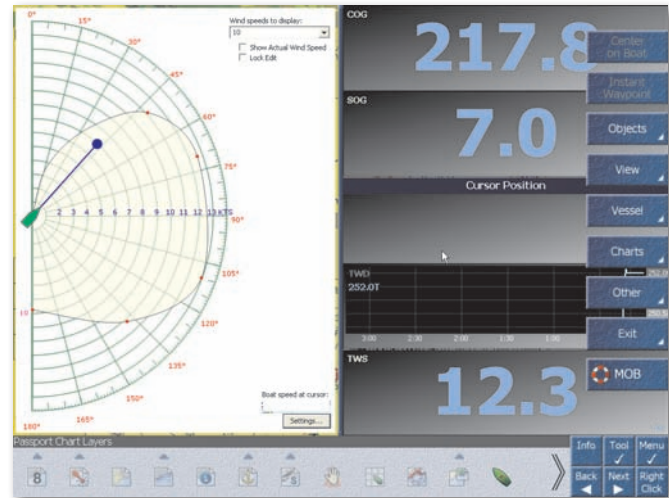 0°
15°
30°
45°
60°
75°
90°
105°
120°
135°
150°
165°
180°
Wind speeds to display:
10
Show Actual Wind Speed
Lock Edit
2 3 4 5 6 7 8 9 10 11 12 13 KTS
10
Boat speed at cursor:
Settings...
COG
217.8
SOG
7.0
Cursor Position
TWD
252.0T
3:00 2:00 1:30 1:00
TWS
12.3
Center
on Boat
Instant
Waypoint
Objects
View
Vessel
Charts
Other
Exit
MOB
Passport Chart Layers
8
Info Tool Menu
Back Next Right
Click